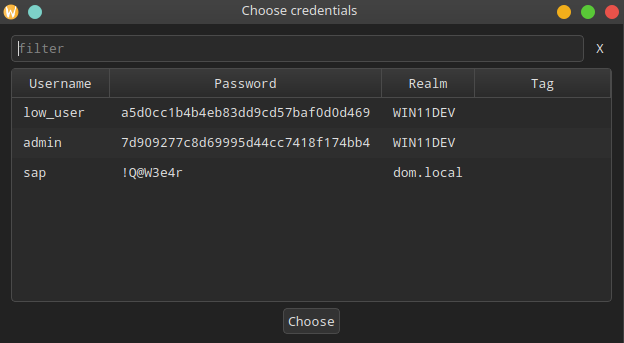 W Choose credentials
filter X
Username Password Realm Tag
low_user a5d0cc1b4b4eb83dd9cd57baf0d0d469 WIN11DEV
admin 7d909277c8d69995d44cc7418f174bb4 WIN11DEV
sap !Q@W3e4r dom.local
Choose